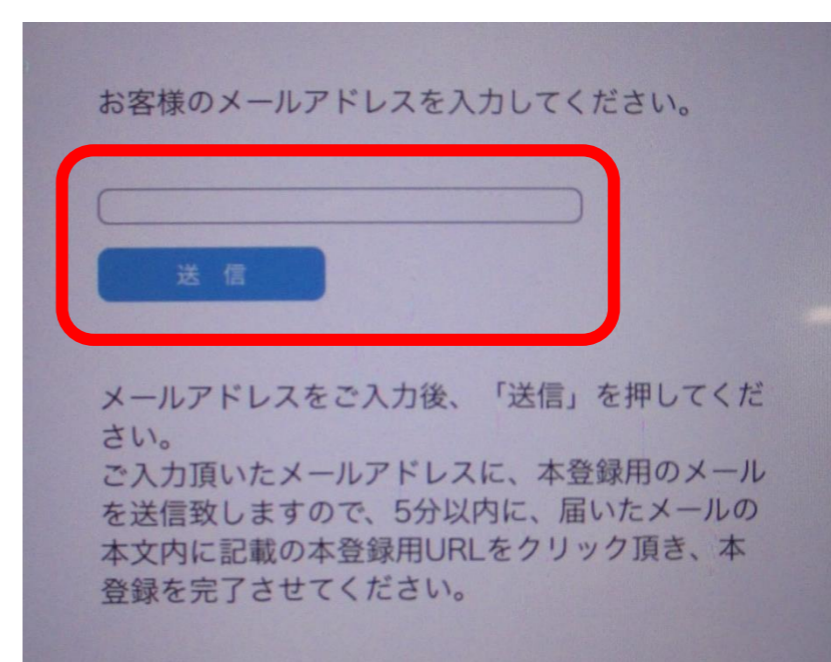 お客様のメールアドレスを入力してください。
送 信
メールアドレスをご入力後、「送信」を押してくだ
さい。
ご入力頂いたメールアドレスに、本登録用のメール
を送信致しますので、5分以内に、届いたメールの
本文内に記載の本登録用URLをクリック頂き、本
登録を完了させてください。